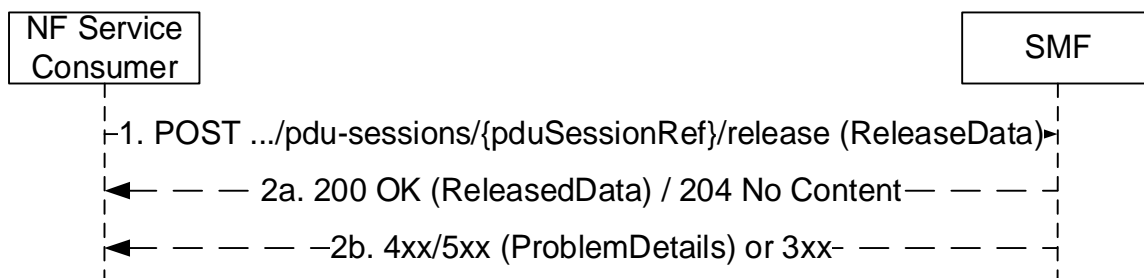 NF Service
Consumer
SMF
1. POST .../pdu-sessions/{pduSessionRef}/release (ReleaseData)
2a. 200 OK (ReleasedData) / 204 No Content
2b. 4xx/5xx (ProblemDetails) or 3xx